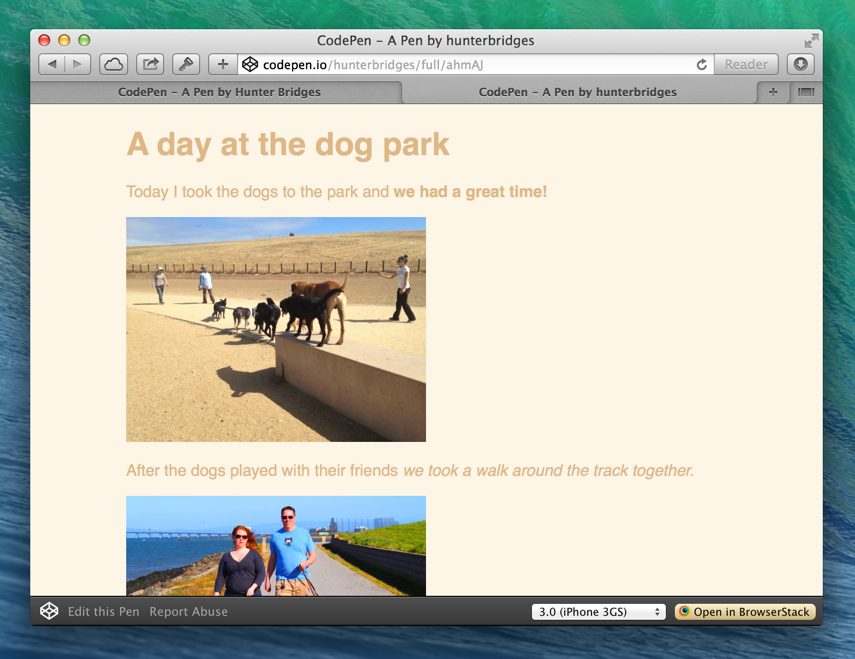 CodePen - A Pen by hunterbridges
codepen.io/hunterbridges/full/ahmAJ
Reader
CodePen - A Pen by Hunter Bridges
CodePen - A Pen by hunterbridges
A day at the dog park
Today I took the dogs to the park and we had a great time!
After the dogs played with their friends we took a walk around the track together.
Edit this Pen
Report Abuse
3.0 (iPhone 3GS)
Open in BrowserStack